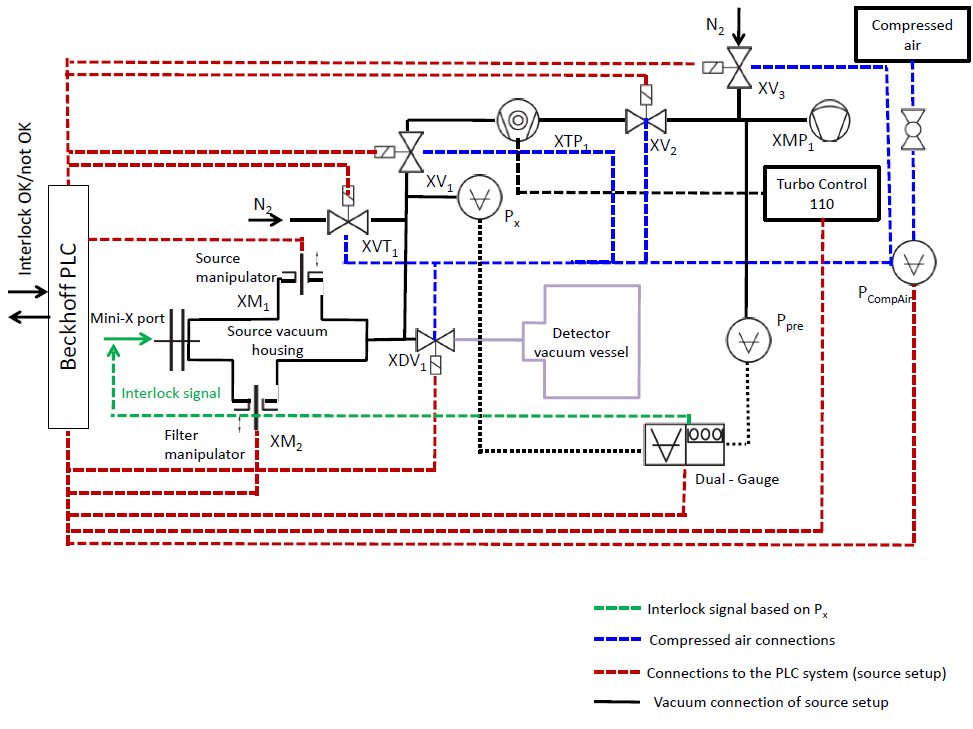 N2
Compressed
air
XV3
Interlock OK/not OK
Beckhoff PLC
XTP1
XV2
XMP1
XV1
Turbo Control
110
N2
Px
XVT1
Source
manipulator
XM1
PCompAir
Mini-X port
Source vacuum
housing
Detector
vacuum vessel
Ppre
XDV1
Interlock signal
Filter
manipulator
XM2
Dual - Gauge
Interlock signal based on Px
Compressed air connections
Connections to the PLC system (source setup)
Vacuum connection of source setup